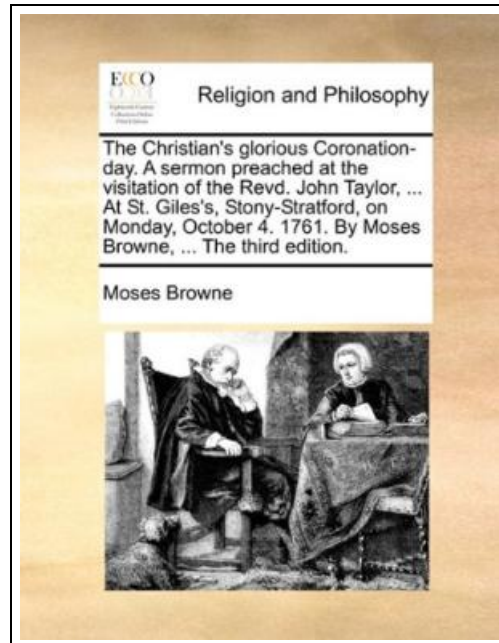 ECCO
Religion and Philosophy
The Christian's glorious Coronation-
day. A sermon preached at the
visitation of the Revd. John Taylor, ...
At St. Giles's, Stony-Stratford, on
Monday, October 4. 1761. By Moses
Browne, ... The third edition.
Moses Browne